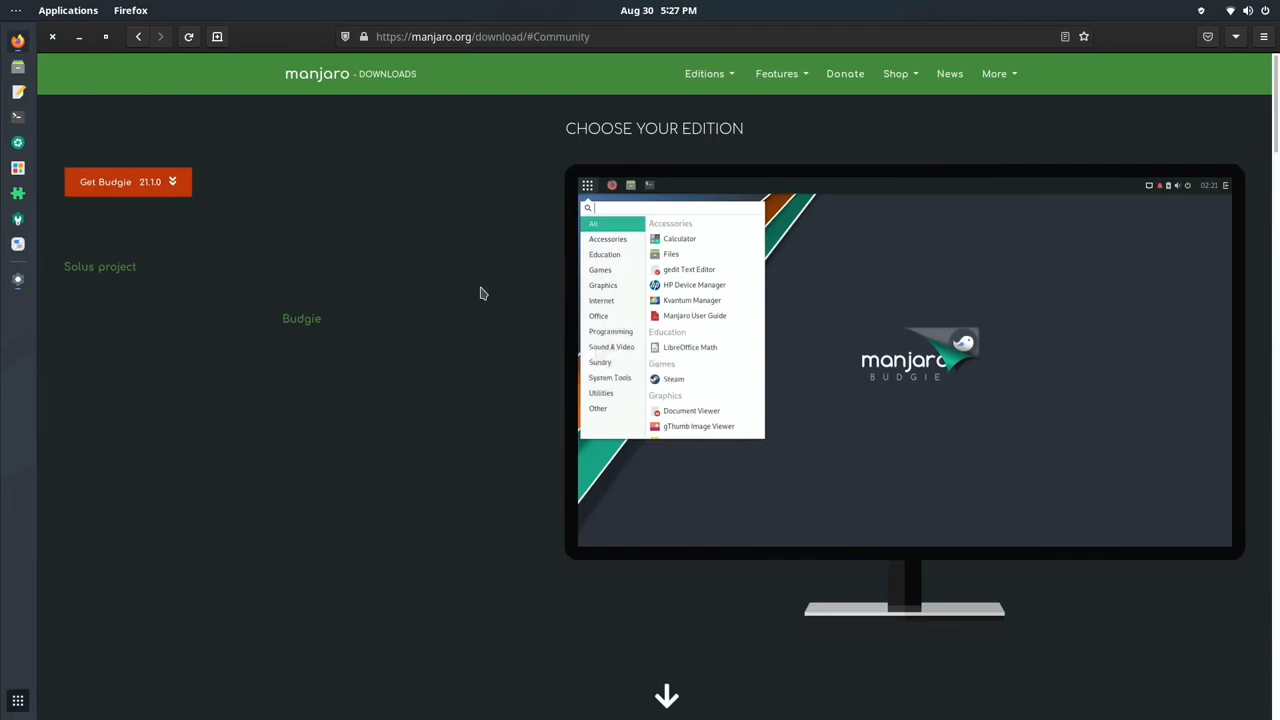 Applications Firefox Aug 30 5:27 PM
https://manjaro.org/download/#Community
manjaro - DOWNLOADS Editions Features Donate Shop News More
CHOOSE YOUR EDITION
Get Budgie 21.1.0
Solus project
Budgie
02:21
All
Accessories
Education
Games
Graphics
Internet
Office
Programming
Sound & Video
Sundry
System Tools
Utilities
Other
Accessories
Calculator
Files
gedit Text Editor
HP Device Manager
Kvantum Manager
Manjaro User Guide
Education
LibreOffice Math
Games
Steam
Graphics
Document Viewer
gThumb Image Viewer
manjaro
BUDGIE